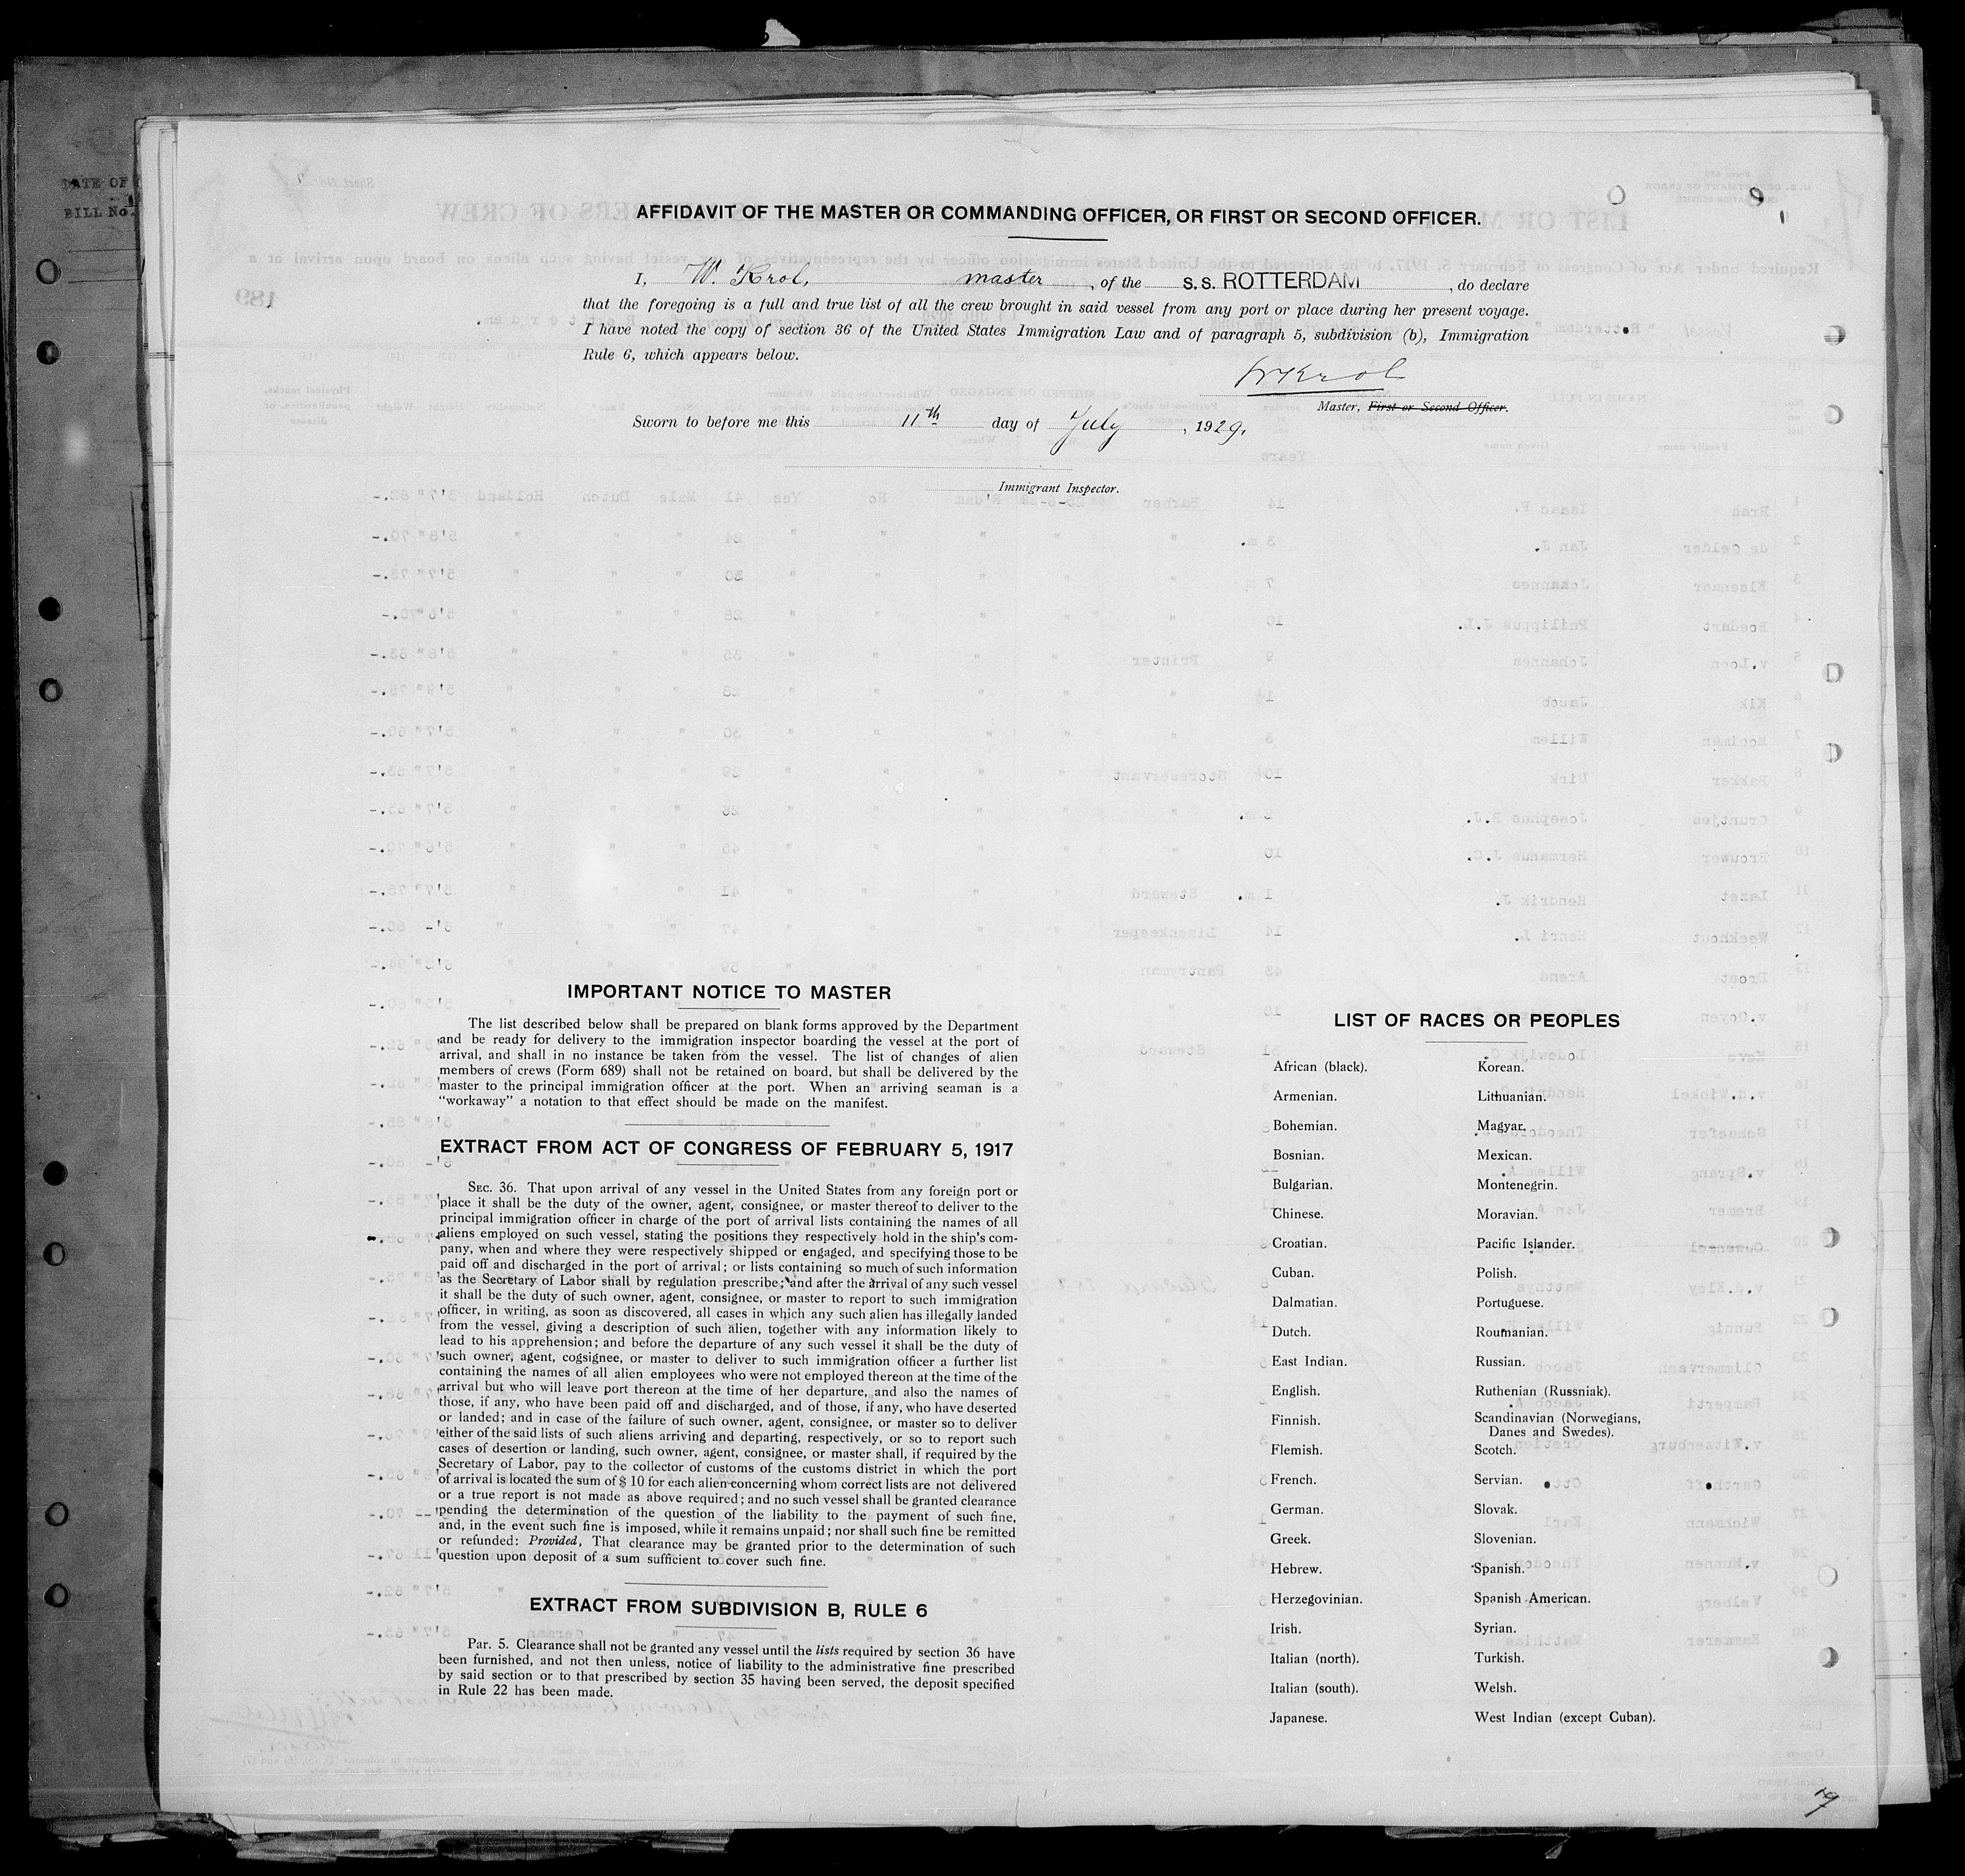 DATE OF
BILL No.
AFFIDAVIT OF THE MASTER OR COMMANDING OFFICER, OR FIRST OR SECOND OFFICER.
I, W. Krol, master, of the S.S. ROTTERDAM, do declare
that the foregoing is a full and true list of all the crew brought in said vessel from any port or place during her present voyage.
I have noted the copy of section 36 of the United States Immigration Law and of paragraph 5, subdivision (b), Immigration
Rule 6, which appears below.
WKrol
Master, First or Second Officer.
Sworn to before me this 11th day of July, 1929.
Immigrant Inspector.
IMPORTANT NOTICE TO MASTER
The list described below shall be prepared on blank forms approved by the Department
and be ready for delivery to the immigration inspector boarding the vessel at the port of
arrival, and shall in no instance be taken from the vessel. The list of changes of alien
members of crews (Form 689) shall not be retained on board, but shall be delivered by the
master to the principal immigration officer at the port. When an arriving seaman is a
“workaway” a notation to that effect should be made on the manifest.
EXTRACT FROM ACT OF CONGRESS OF FEBRUARY 5, 1917
SEC. 36. That upon arrival of any vessel in the United States from any foreign port or
place it shall be the duty of the owner, agent, consignee, or master thereof to deliver to the
principal immigration officer in charge of the port of arrival lists containing the names of all
aliens employed on such vessel, stating the positions they respectively hold in the ship's com-
pany, when and where they were respectively shipped or engaged, and specifying those to be
paid off and discharged in the port of arrival; or lists containing so much of such information
as the Secretary of Labor shall by regulation prescribe; and after the arrival of any such vessel
it shall be the duty of such owner, agent, consignee, or master to report to such immigration
officer, in writing, as soon as discovered, all cases in which any such alien has illegally landed
from the vessel, giving a description of such alien, together with any information likely to
lead to his apprehension; and before the departure of any such vessel it shall be the duty of
such owner, agent, cogsignee, or master to deliver to such immigration officer a further list
containing the names of all alien employees who were not employed thereon at the time of the
arrival but who will leave port thereon at the time of her departure, and also the names of
those, if any, who have been paid off and discharged, and of those, if any, who have deserted
or landed; and in case of the failure of such owner, agent, consignee, or master so to deliver
either of the said lists of such aliens arriving and departing, respectively, or so to report such
cases of desertion or landing, such owner, agent, consignee, or master shall, if required by the
Secretary of Labor, pay to the collector of customs of the customs district in which the port
of arrival is located the sum of $ 10 for each alien concerning whom correct lists are not delivered
or a true report is not made as above required; and no such vessel shall be granted clearance
pending the determination of the question of the liability to the payment of such fine,
and, in the event such fine is imposed, while it remains unpaid; nor shall such fine be remitted
or refunded: Provided, That clearance may be granted prior to the determination of such
question upon deposit of a sum sufficient to cover such fine.
EXTRACT FROM SUBDIVISION B, RULE 6
Par. 5. Clearance shall not be granted any vessel until the lists required by section 36 have
been furnished, and not then unless, notice of liability to the administrative fine prescribed
by said section or to that prescribed by section 35 having been served, the deposit specified
in Rule 22 has been made.
LIST OF RACES OR PEOPLES
African (black).
Armenian.
Bohemian.
Bosnian.
Bulgarian.
Chinese.
Croatian.
Cuban.
Dalmatian.
Dutch.
East Indian.
English.
Finnish.
Flemish.
French.
German.
Greek.
Hebrew.
Herzegovinian.
Irish.
Italian (north).
Italian (south).
Japanese.
Korean.
Lithuanian.
Magyar.
Mexican.
Montenegrin.
Moravian.
Pacific Islander.
Polish.
Portuguese.
Roumanian.
Russian.
Ruthenian (Russniak).
Scandinavian (Norwegians,
Danes and Swedes).
Scotch.
Servian.
Slovak.
Slovenian.
Spanish.
Spanish American.
Syrian.
Turkish.
Welsh.
West Indian (except Cuban).